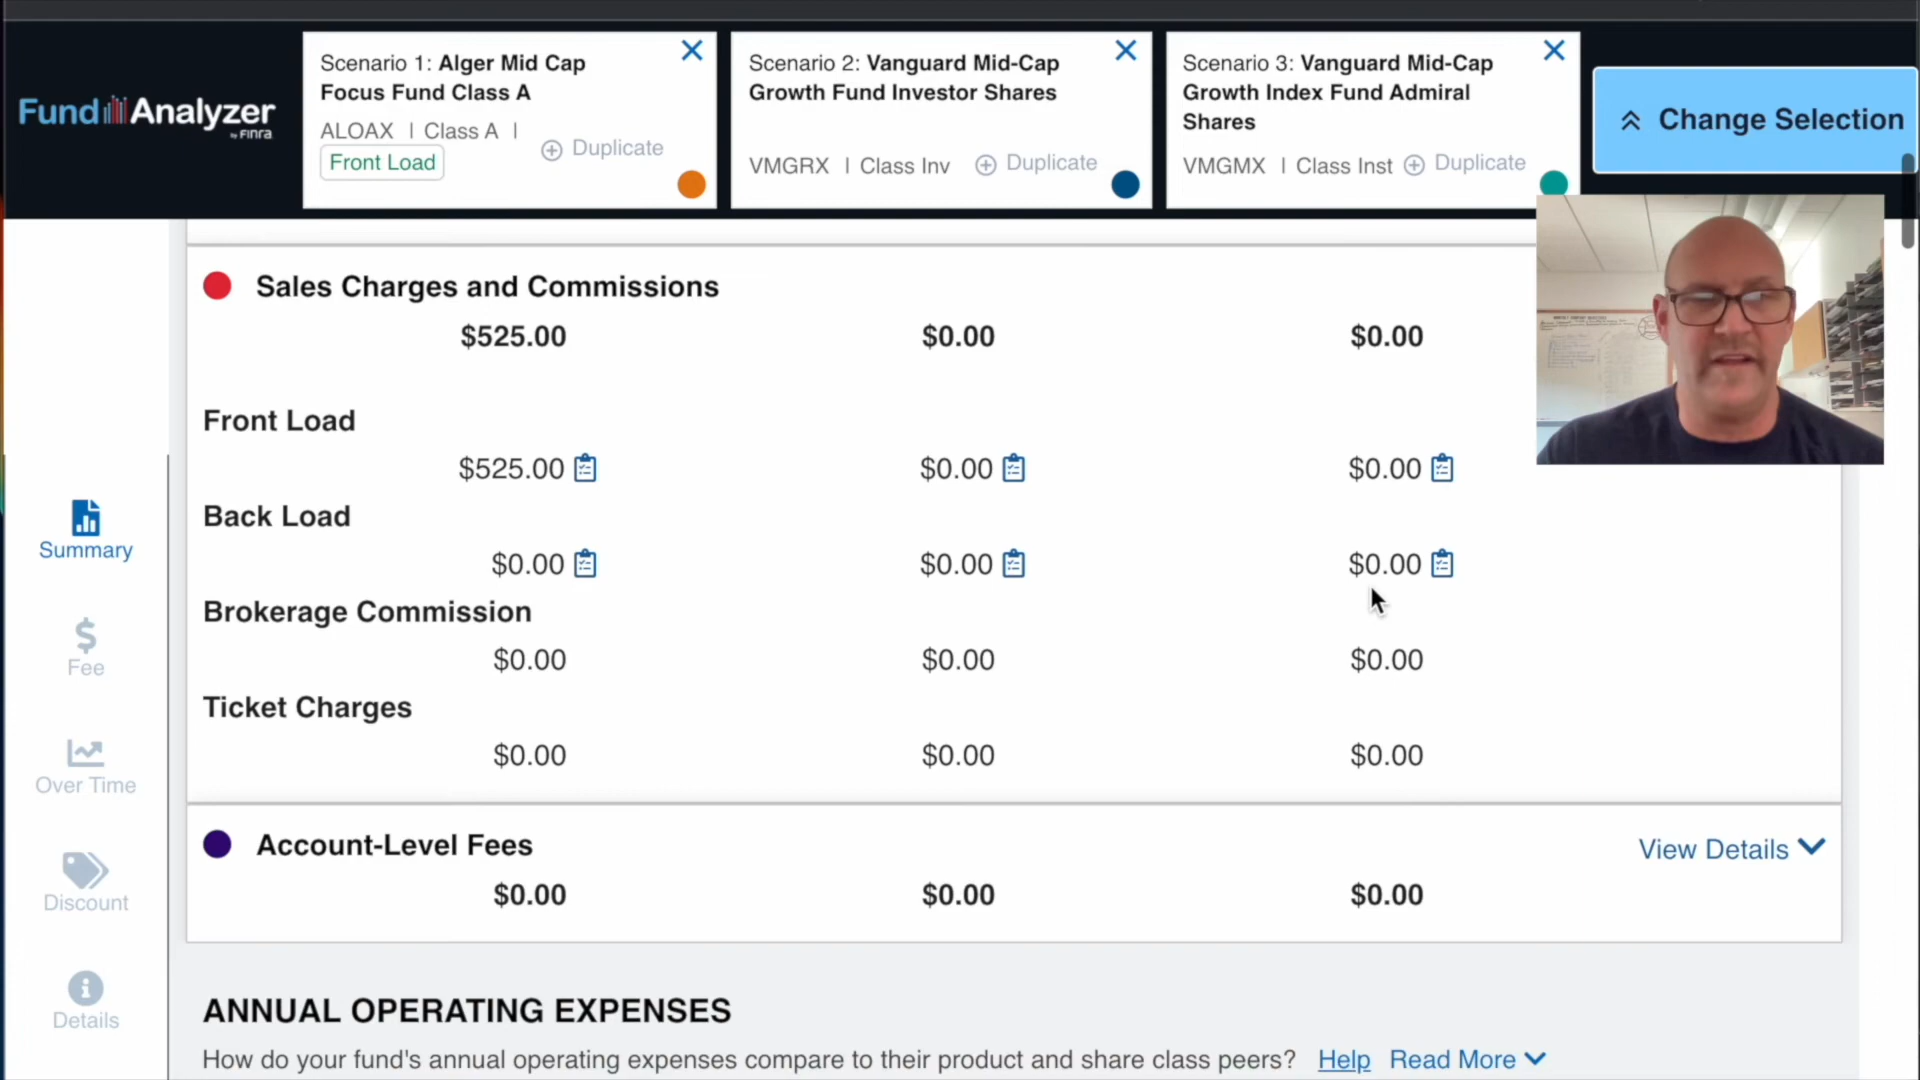 Fund Analyzer
by FINRA
Scenario 1: Alger Mid Cap
Focus Fund Class A
ALOAX | Class A |
Front Load
Duplicate
Scenario 2: Vanguard Mid-Cap
Growth Fund Investor Shares
VMGRX | Class Inv
Duplicate
Scenario 3: Vanguard Mid-Cap
Growth Index Fund Admiral
Shares
VMGMX | Class Inst
Duplicate
Change Selection
Summary
Fee
Over Time
Discount
Details
Sales Charges and Commissions
$525.00 $0.00 $0.00
Front Load
$525.00 $0.00 $0.00
Back Load
$0.00 $0.00 $0.00
Brokerage Commission
$0.00 $0.00 $0.00
Ticket Charges
$0.00 $0.00 $0.00
Account-Level Fees
View Details
$0.00 $0.00 $0.00
ANNUAL OPERATING EXPENSES
How do your fund's annual operating expenses compare to their product and share class peers? Help Read More